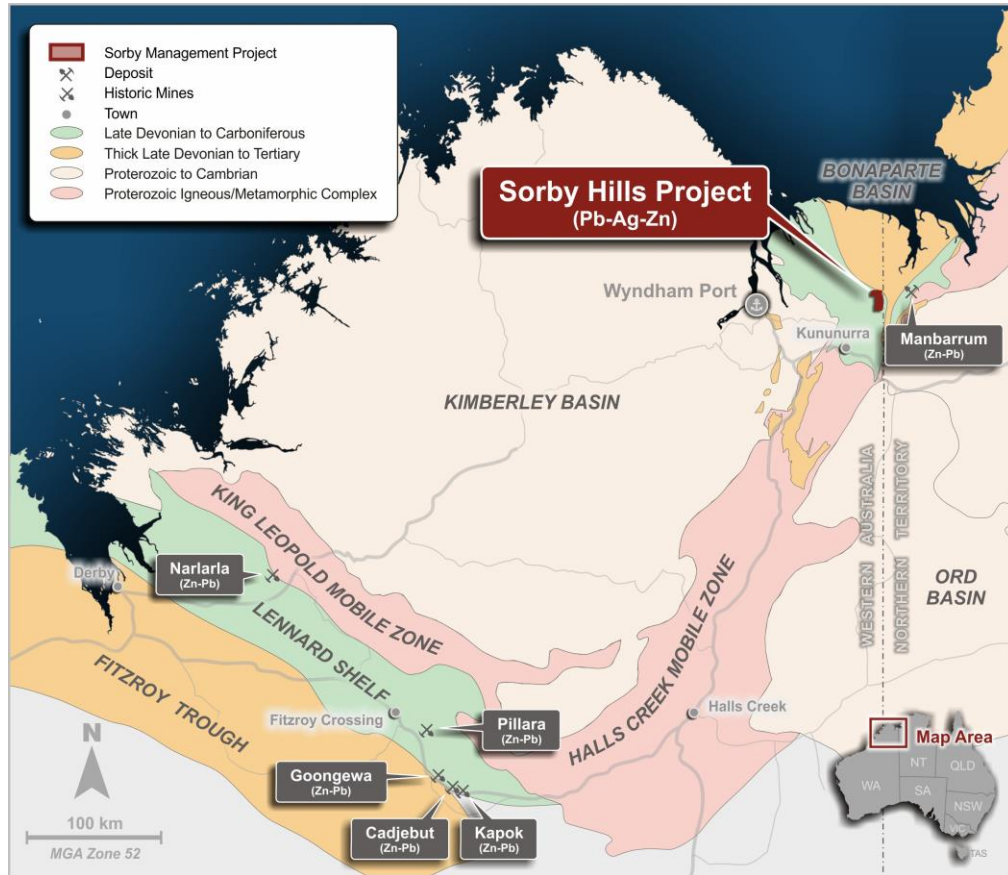 Sorby Management Project
Deposit
Historic Mines
Town
Late Devonian to Carboniferous
Thick Late Devonian to Tertiary
Proterozoic to Cambrian
Proterozoic Igneous/Metamorphic Complex
BONAPARTE
BASIN
Sorby Hills Project
(Pb-Ag-Zn)
Wyndham Port
Kununurra
Manbarrum
(Zn-Pb)
KIMBERLEY BASIN
WESTERN AUSTRALIA
NORTHERN TERRITORY
ORD
BASIN
KING LEOPOLD MOBILE ZONE
Narlarla
(Zn-Pb)
Derby
LENNARD SHELF
HALLS CREEK MOBILE ZONE
FITZROY TROUGH
Fitzroy Crossing
Halls Creek
Pillara
(Zn-Pb)
Goongewa
(Zn-Pb)
Cadjebut
(Zn-Pb)
Kapok
(Zn-Pb)
N
100 km
MGA Zone 52
Map Area
WA
NT
QLD
SA
NSW
VIC
TAS